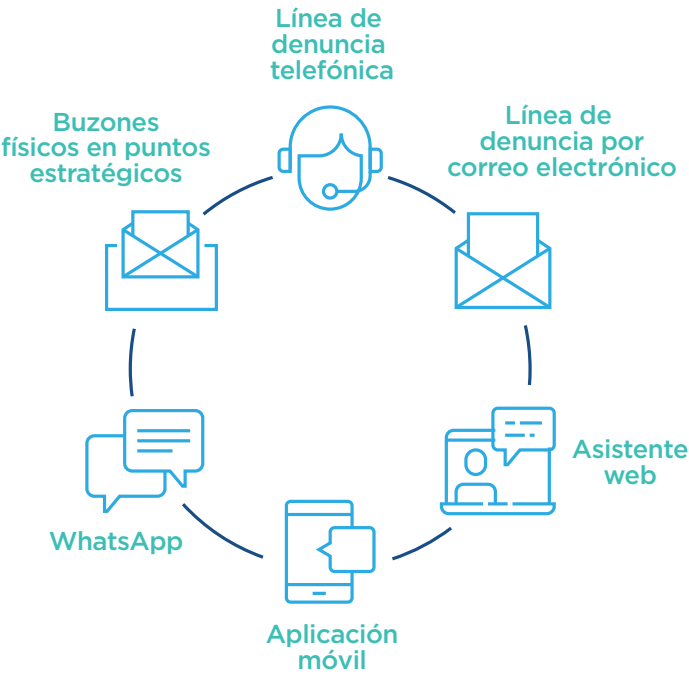 Línea de
denuncia
telefónica
Línea de
denuncia por
correo electrónico
Asistente
web
Aplicación
móvil
WhatsApp
Buzones
físicos en puntos
estratégicos